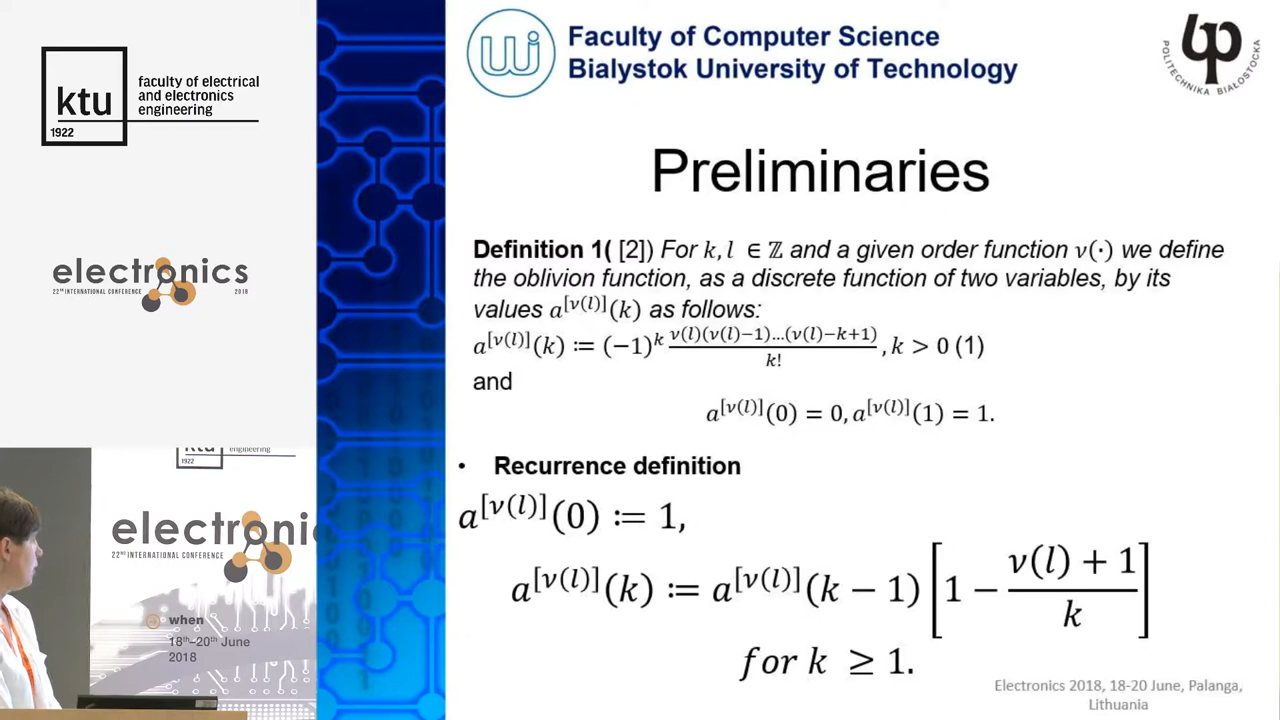 ktu
1922
faculty of electrical
and electronics
engineering
electronics
22ND INTERNATIONAL CONFERENCE 2018
Wi
Faculty of Computer Science
Bialystok University of Technology
POLITECHNIKA BIAŁOSTOCKA
Preliminaries
Definition 1( [2]) For k, l ∈ ℤ and a given order function ν(·) we define
the oblivion function, as a discrete function of two variables, by its
values a^[ν(l)](k) as follows:
a^[ν(l)](k) ≔ (−1)^k ν(l)(ν(l)−1)…(ν(l)−k+1)/k!, k > 0 (1)
and
a^[ν(l)](0) = 0, a^[ν(l)](1) = 1.
• Recurrence definition
a^[ν(l)](0) ≔ 1,
a^[ν(l)](k) ≔ a^[ν(l)](k − 1) [1 − (ν(l) + 1)/k]
for k ≥ 1.
Electronics 2018, 18-20 June, Palanga,
Lithuania
ktu
engineering
electronic
22ND INTERNATIONAL CONFERENCE
when
18th–20th June
2018